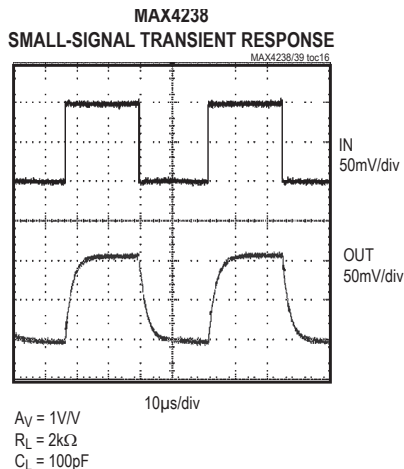 MAX4238
SMALL-SIGNAL TRANSIENT RESPONSE
MAX4238/39 toc16
IN
50mV/div
OUT
50mV/div
10µs/div
AV = 1V/V
RL = 2kΩ
CL = 100pF